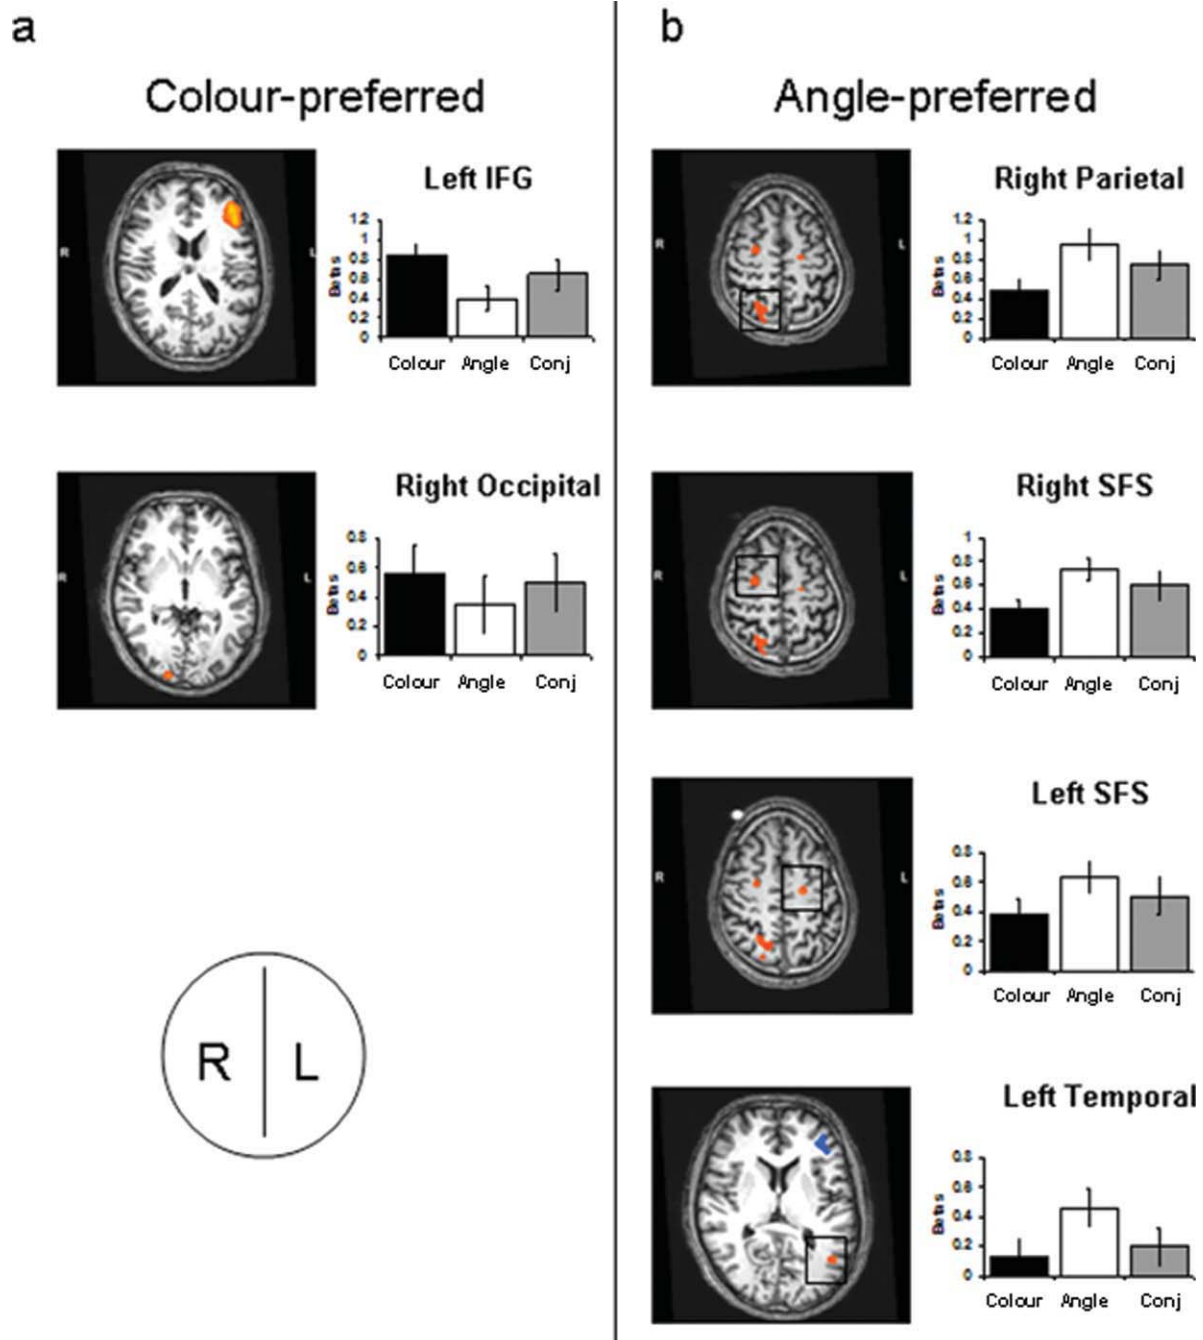 a
Colour-preferred
R
L
Left IFG
Betas
1.2
1
0.8
0.6
0.4
0.2
0
Colour Angle Conj
R
L
Right Occipital
Betas
0.8
0.6
0.4
0.2
0
Colour Angle Conj
R L
b
Angle-preferred
R
L
Right Parietal
Betas
1.2
1
0.8
0.6
0.4
0.2
0
Colour Angle Conj
R
L
Right SFS
Betas
1
0.8
0.6
0.4
0.2
0
Colour Angle Conj
R
L
Left SFS
Betas
0.8
0.6
0.4
0.2
0
Colour Angle Conj
Left Temporal
Betas
0.8
0.6
0.4
0.2
0
Colour Angle Conj